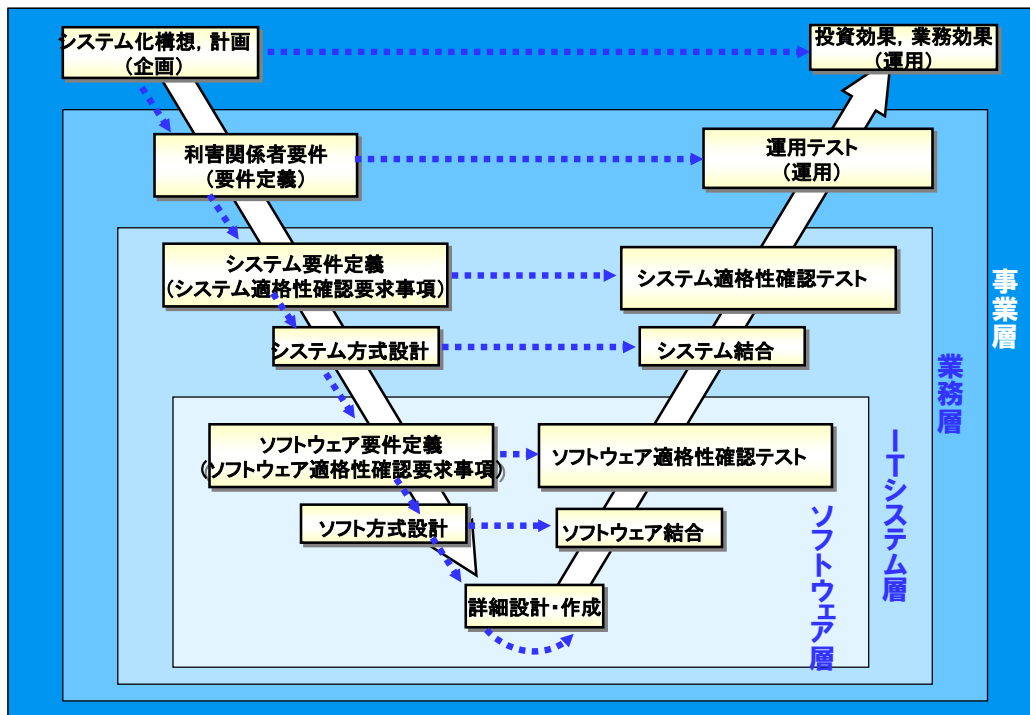 システム化構想，計画
（企画）
投資効果，業務効果
（運用）
利害関係者要件
（要件定義）
運用テスト
（運用）
システム要件定義
（システム適格性確認要求事項）
システム適格性確認テスト
システム方式設計
システム結合
ソフトウェア要件定義
（ソフトウェア適格性確認要求事項）
ソフトウェア適格性確認テスト
ソフト方式設計
ソフトウェア結合
詳細設計・作成
事業層
業務層
ITシステム層
ソフトウェア層